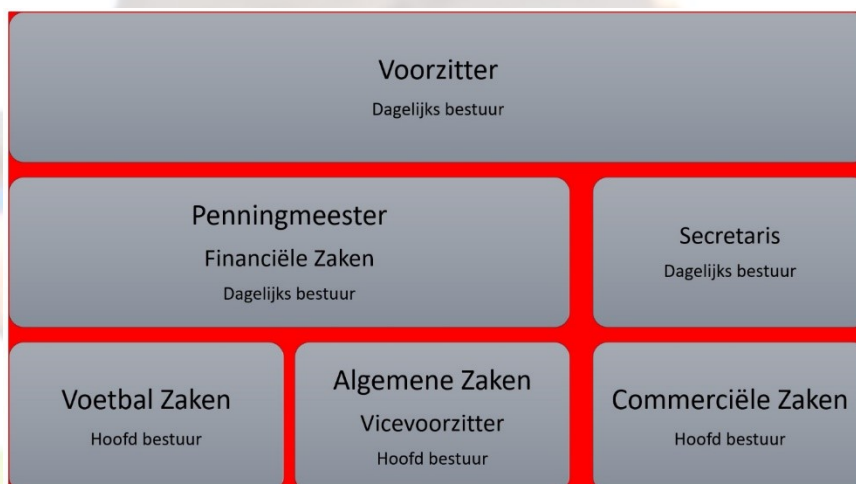 Voorzitter
Dagelijks bestuur
Penningmeester
Financiële Zaken
Dagelijks bestuur
Secretaris
Dagelijks bestuur
Voetbal Zaken
Hoofd bestuur
Algemene Zaken
Vicevoorzitter
Hoofd bestuur
Commerciële Zaken
Hoofd bestuur